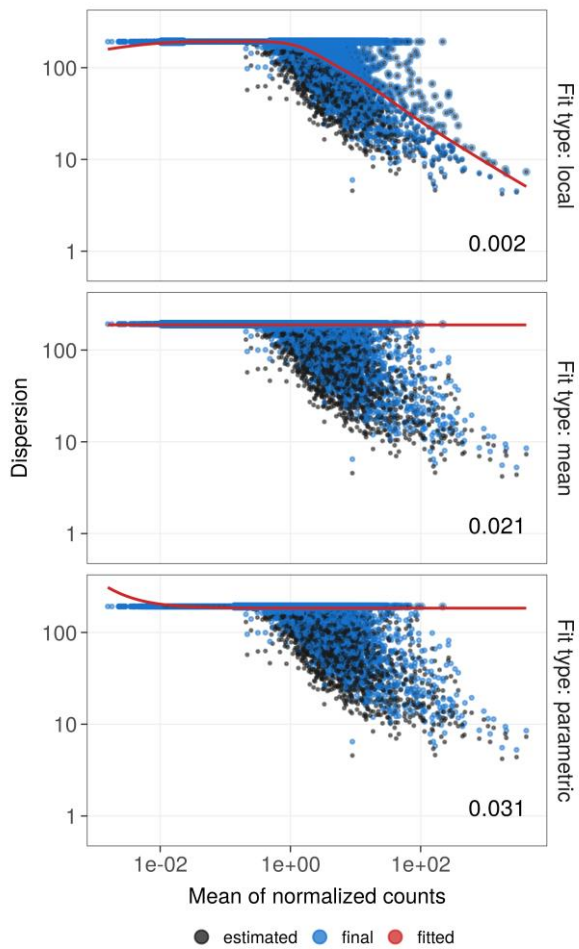 100
10
1
0.002
Fit type: local
100
10
1
0.021
Fit type: mean
100
10
1
0.031
Fit type: parametric
Dispersion
1e-02 1e+00 1e+02
Mean of normalized counts
estimated final fitted